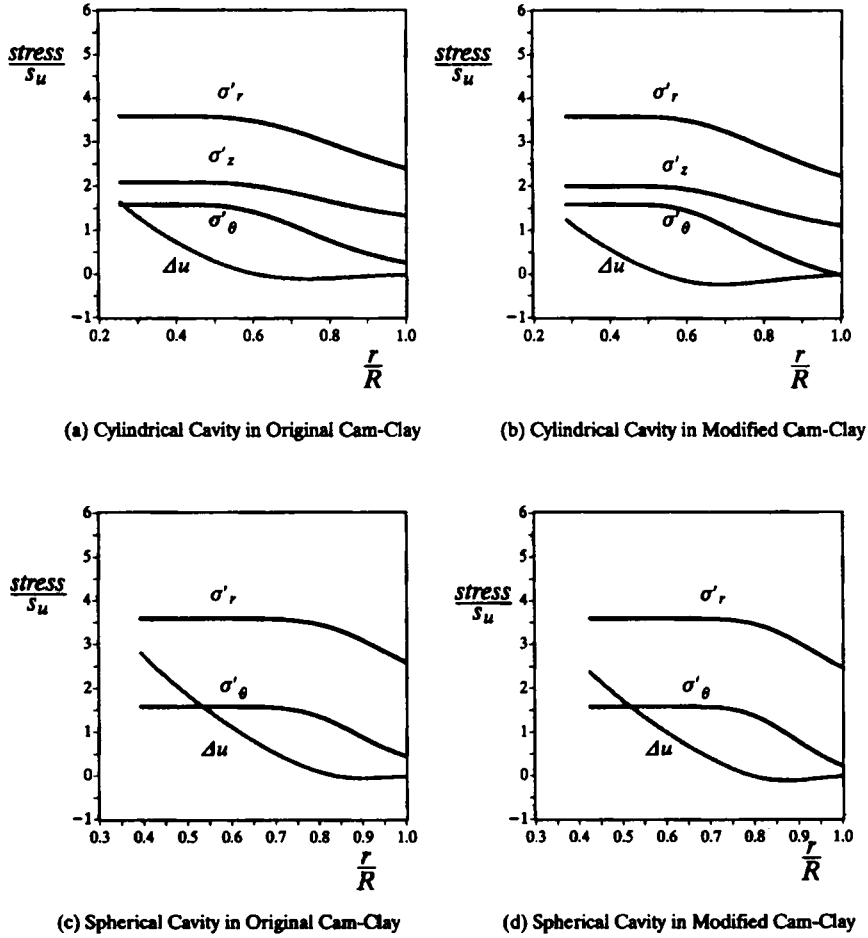 6
5
4
3
2
1
0
−1
stress
s_u
σ'_r
σ'_z
σ'_θ
Δu
0.2 0.4 0.6 0.8 1.0
r
R
(a) Cylindrical Cavity in Original Cam-Clay
6
5
4
3
2
1
0
−1
stress
s_u
σ'_r
σ'_z
σ'_θ
Δu
0.2 0.4 0.6 0.8 1.0
r
R
(b) Cylindrical Cavity in Modified Cam-Clay
6
5
4
3
2
1
0
−1
stress
s_u
σ'_r
σ'_θ
Δu
0.3 0.4 0.5 0.6 0.7 0.8 0.9 1.0
r
R
(c) Spherical Cavity in Original Cam-Clay
6
5
4
3
2
1
0
−1
stress
s_u
σ'_r
σ'_θ
Δu
0.3 0.4 0.5 0.6 0.7 0.8 0.9 1.0
r
R
(d) Spherical Cavity in Modified Cam-Clay